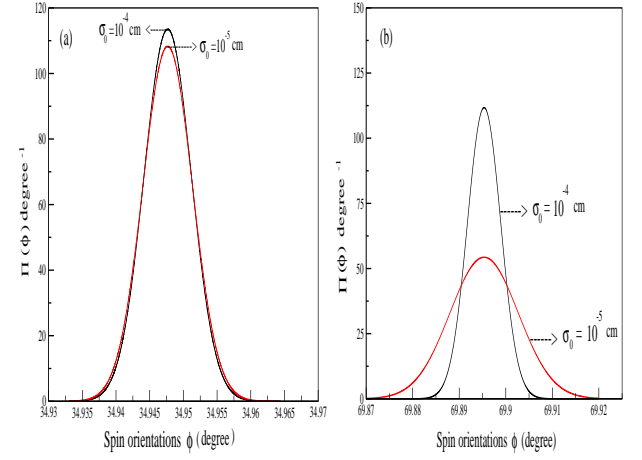 (a)
σ₀ = 10⁻⁴ cm
σ₀ = 10⁻⁵ cm
120
100
80
60
40
20
0
Π (ϕ) degree ⁻¹
34.93 34.935 34.94 34.945 34.95 34.955 34.96 34.965 34.97
Spin orientations ϕ (degree)
(b)
σ₀ = 10⁻⁴ cm
σ₀ = 10⁻⁵ cm
150
125
100
75
50
25
0
Π(ϕ) degree ⁻¹
69.87 69.88 69.89 69.9 69.91 69.92
Spin orientations ϕ (degree)